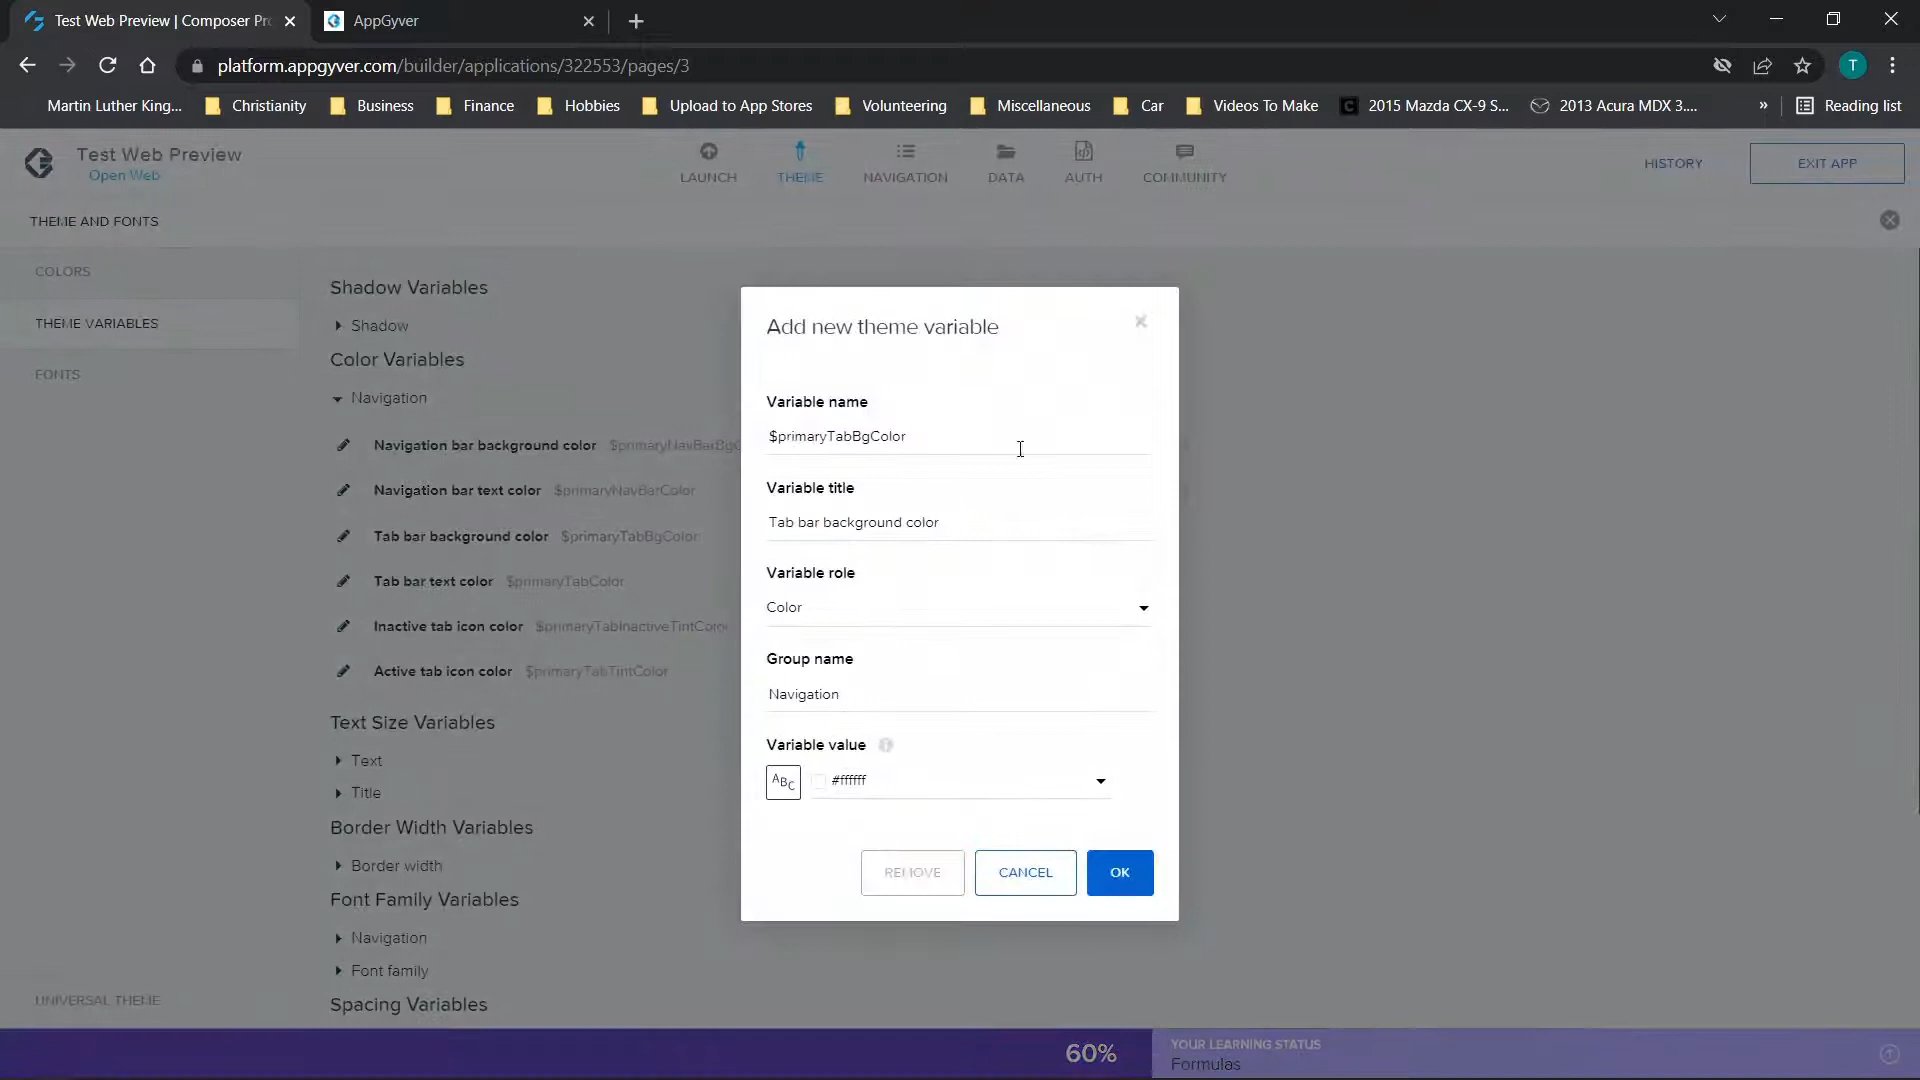 Test Web Preview | Composer Pr
AppGyver
platform.appgyver.com/builder/applications/322553/pages/3
T
Martin Luther King...
Christianity
Business
Finance
Hobbies
Upload to App Stores
Volunteering
Miscellaneous
Car
Videos To Make
2015 Mazda CX-9 S...
2013 Acura MDX 3....
»
Reading list
Test Web Preview
Open Web
LAUNCH
THEME
NAVIGATION
DATA
AUTH
COMMUNITY
HISTORY
EXIT APP
THEME AND FONTS
COLORS
THEME VARIABLES
FONTS
UNIVERSAL THEME
Shadow Variables
Shadow
Color Variables
Navigation
Navigation bar background color $primaryNavBarBgC
Navigation bar text color $primaryNavBarColor
Tab bar background color $primaryTabBgColor
Tab bar text color $primaryTabColor
Inactive tab icon color $primaryTabInactiveTintColor
Active tab icon color $primaryTabTintColor
Text Size Variables
Text
Title
Border Width Variables
Border width
Font Family Variables
Navigation
Font family
Spacing Variables
Add new theme variable
Variable name
$primaryTabBgColor
Variable title
Tab bar background color
Variable role
Color
Group name
Navigation
Variable value
ABC
#ffffff
REMOVE
CANCEL
OK
60%
YOUR LEARNING STATUS
Formulas